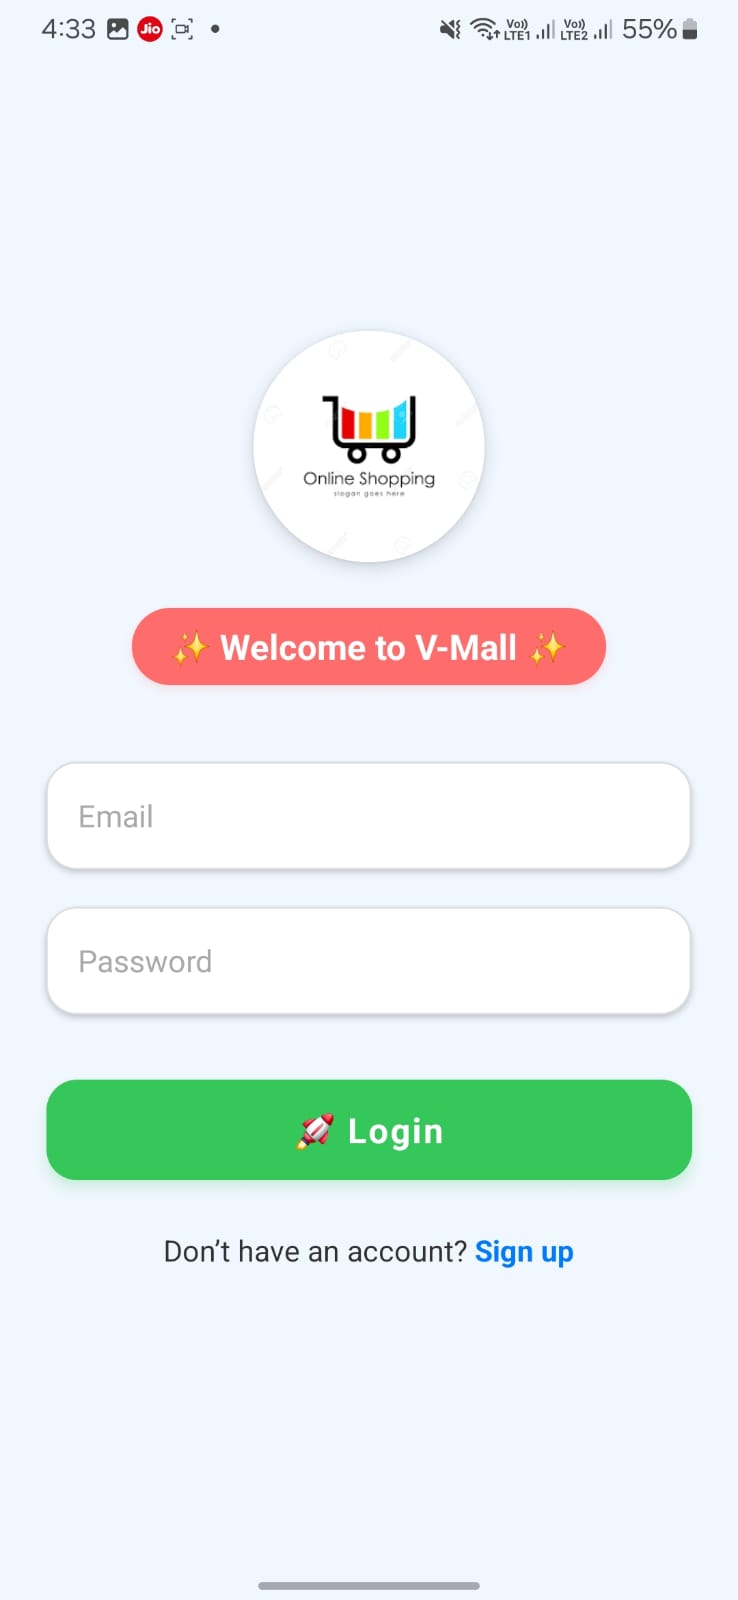 4:33 Jio Vo) LTE1 Vo) LTE2 55%
Online Shopping
slogan goes here
✨ Welcome to V-Mall ✨
Email
Password
🚀 Login
Don’t have an account? Sign up